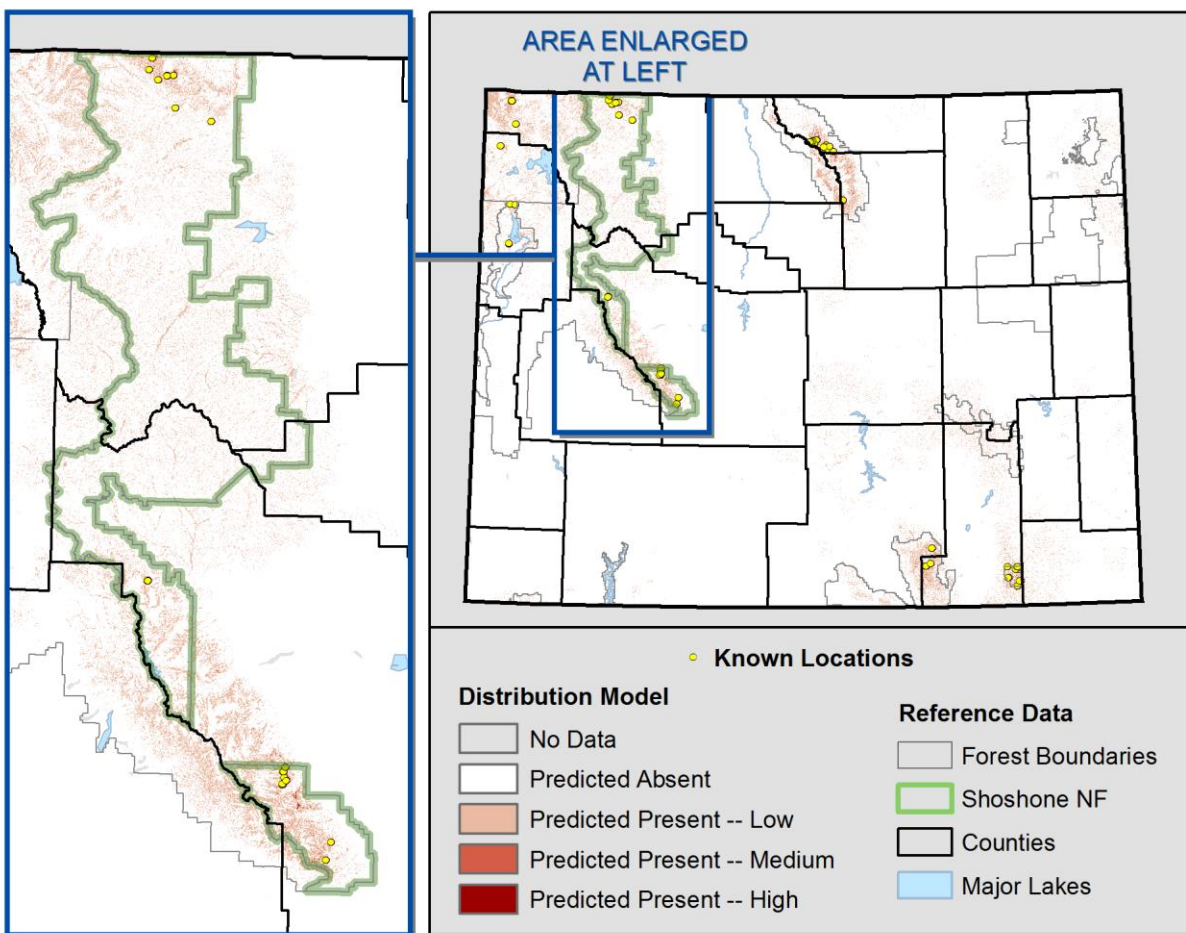 AREA ENLARGED
AT LEFT
Known Locations
Distribution Model
No Data
Predicted Absent
Predicted Present -- Low
Predicted Present -- Medium
Predicted Present -- High
Reference Data
Forest Boundaries
Shoshone NF
Counties
Major Lakes